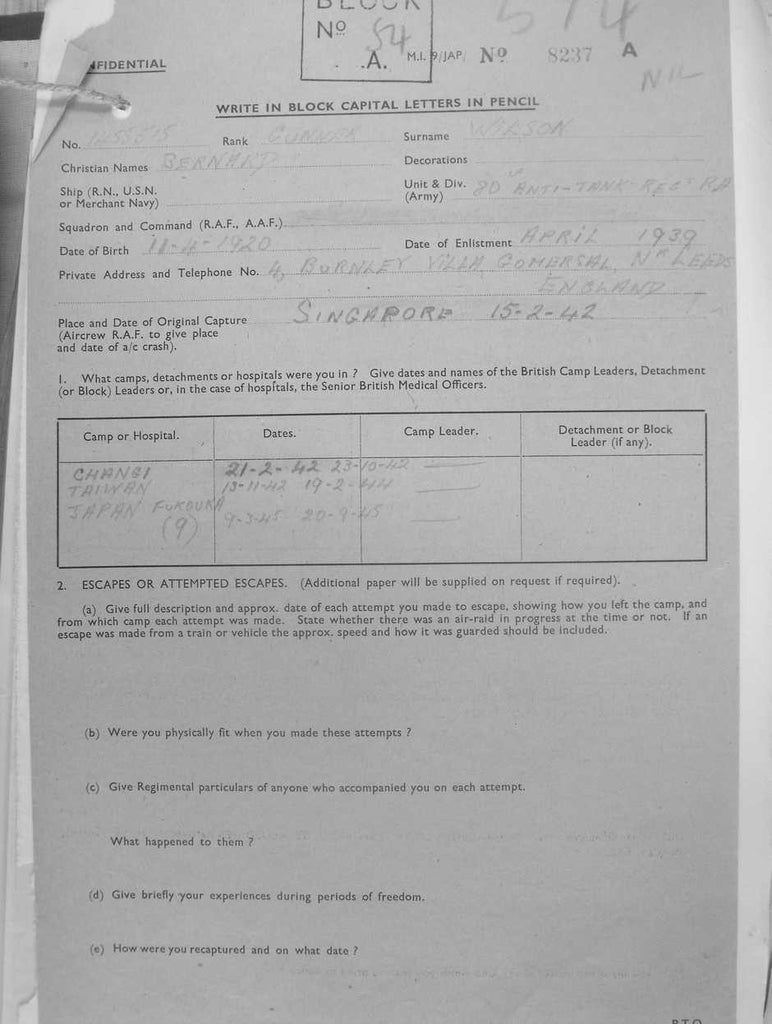 BLOCK
No 54
A.
574
FIDENTIAL
M.I. 9/JAP/ No 8237 A
NIL
WRITE IN BLOCK CAPITAL LETTERS IN PENCIL
No. Rank GUNNER Surname WILSON
Christian Names BERNARD Decorations
Ship (R.N., U.S.N. or Merchant Navy) Unit & Div. (Army) 80 ANTI-TANK REGT RA
Squadron and Command (R.A.F., A.A.F.)
Date of Birth 11-4-1920 Date of Enlistment APRIL 1939
Private Address and Telephone No. 4, BURNLEY VILLA, GOMERSAL, NR LEEDS
ENGLAND
Place and Date of Original Capture SINGAPORE 15-2-42
(Aircrew R.A.F. to give place
and date of a/c crash).
1. What camps, detachments or hospitals were you in ? Give dates and names of the British Camp Leaders, Detachment
(or Block) Leaders or, in the case of hospitals, the Senior British Medical Officers.
Camp or Hospital. Dates. Camp Leader. Detachment or Block Leader (if any).
CHANGI 21-2-42 23-10-42
TAIWAN 13-11-42 19-2-44
JAPAN FUKOUKA (9) 9-3-45 20-9-45
2. ESCAPES OR ATTEMPTED ESCAPES. (Additional paper will be supplied on request if required).
(a) Give full description and approx. date of each attempt you made to escape, showing how you left the camp, and
from which camp each attempt was made. State whether there was an air-raid in progress at the time or not. If an
escape was made from a train or vehicle the approx. speed and how it was guarded should be included.
(b) Were you physically fit when you made these attempts ?
(c) Give Regimental particulars of anyone who accompanied you on each attempt.
What happened to them ?
(d) Give briefly your experiences during periods of freedom.
(e) How were you recaptured and on what date ?
P.T.O.